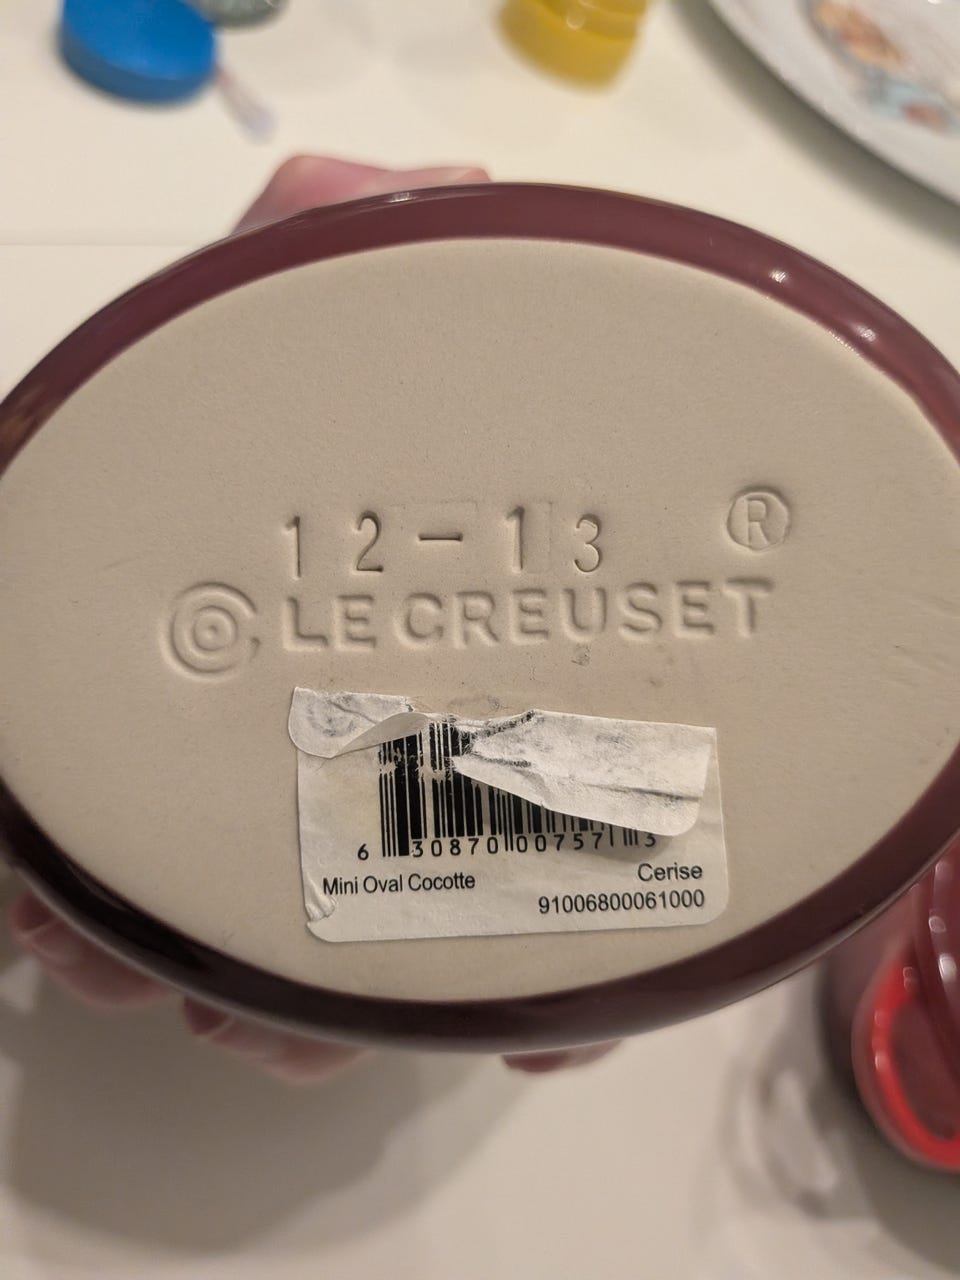 12-13 ®
LE CREUSET
6 30870 00757 3
Mini Oval Cocotte
Cerise
91006800061000